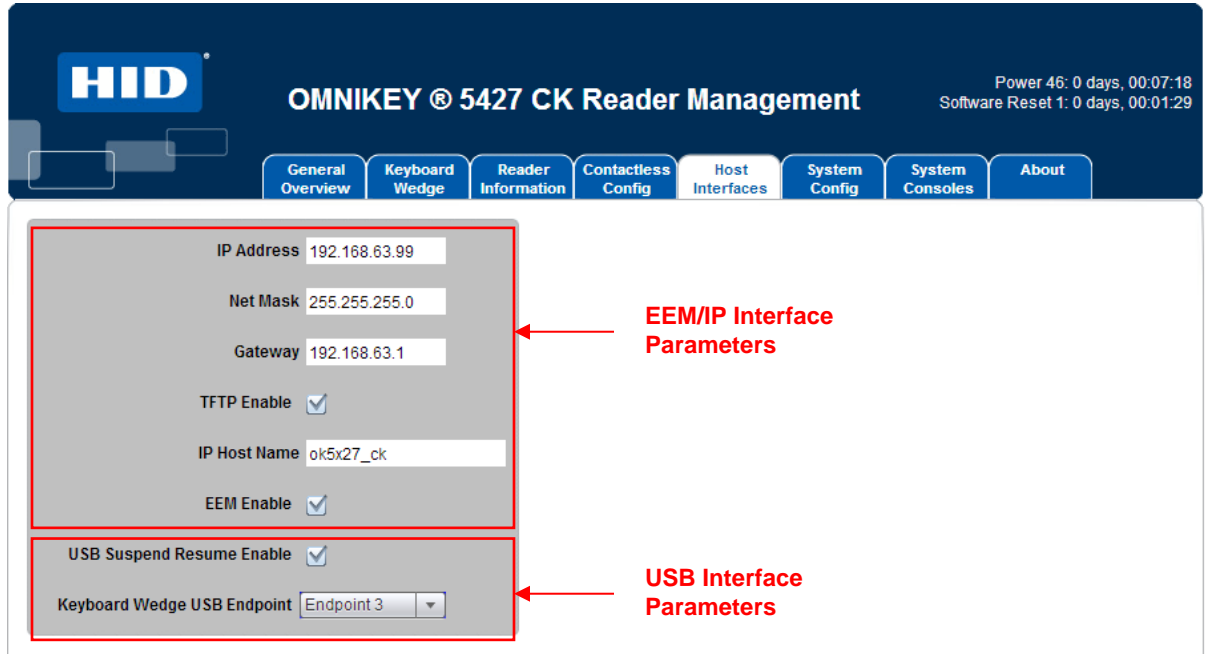 HID
OMNIKEY ® 5427 CK Reader Management
Power 46: 0 days, 00:07:18
Software Reset 1: 0 days, 00:01:29
General Overview
Keyboard Wedge
Reader Information
Contactless Config
Host Interfaces
System Config
System Consoles
About
IP Address 192.168.63.99
Net Mask 255.255.255.0
Gateway 192.168.63.1
TFTP Enable
IP Host Name ok5x27_ck
EEM Enable
EEM/IP Interface
Parameters
USB Suspend Resume Enable
Keyboard Wedge USB Endpoint Endpoint 3
USB Interface
Parameters